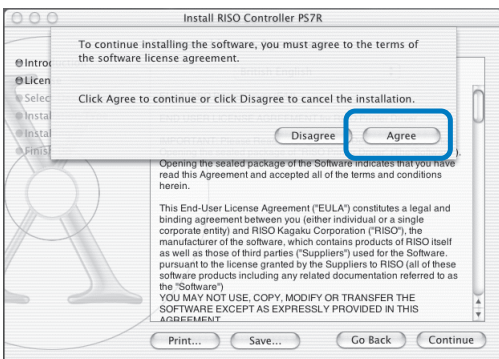 Install RISO Controller PS7R
To continue installing the software, you must agree to the terms of
the software license agreement.
Click Agree to continue or click Disagree to cancel the installation.
Disagree
Agree
Introd
Licen
Selec
Instal
Instal
Finish
Opening the sealed package of the Software indicates that you have
read this Agreement and accepted all of the terms and conditions
herein.
This End-User License Agreement ("EULA") constitutes a legal and
binding agreement between you (either individual or a single
corporate entity) and RISO Kagaku Corporation ("RISO"), the
manufacturer of the software, which contains products of RISO itself
as well as those of third parties ("Suppliers") used for the Software.
pursuant to the license granted by the Suppliers to RISO (all of these
software products including any related documentation referred to as
the "Software")
YOU MAY NOT USE, COPY, MODIFY OR TRANSFER THE
SOFTWARE EXCEPT AS EXPRESSLY PROVIDED IN THIS
AGREEMENT
Print...
Save...
Go Back
Continue